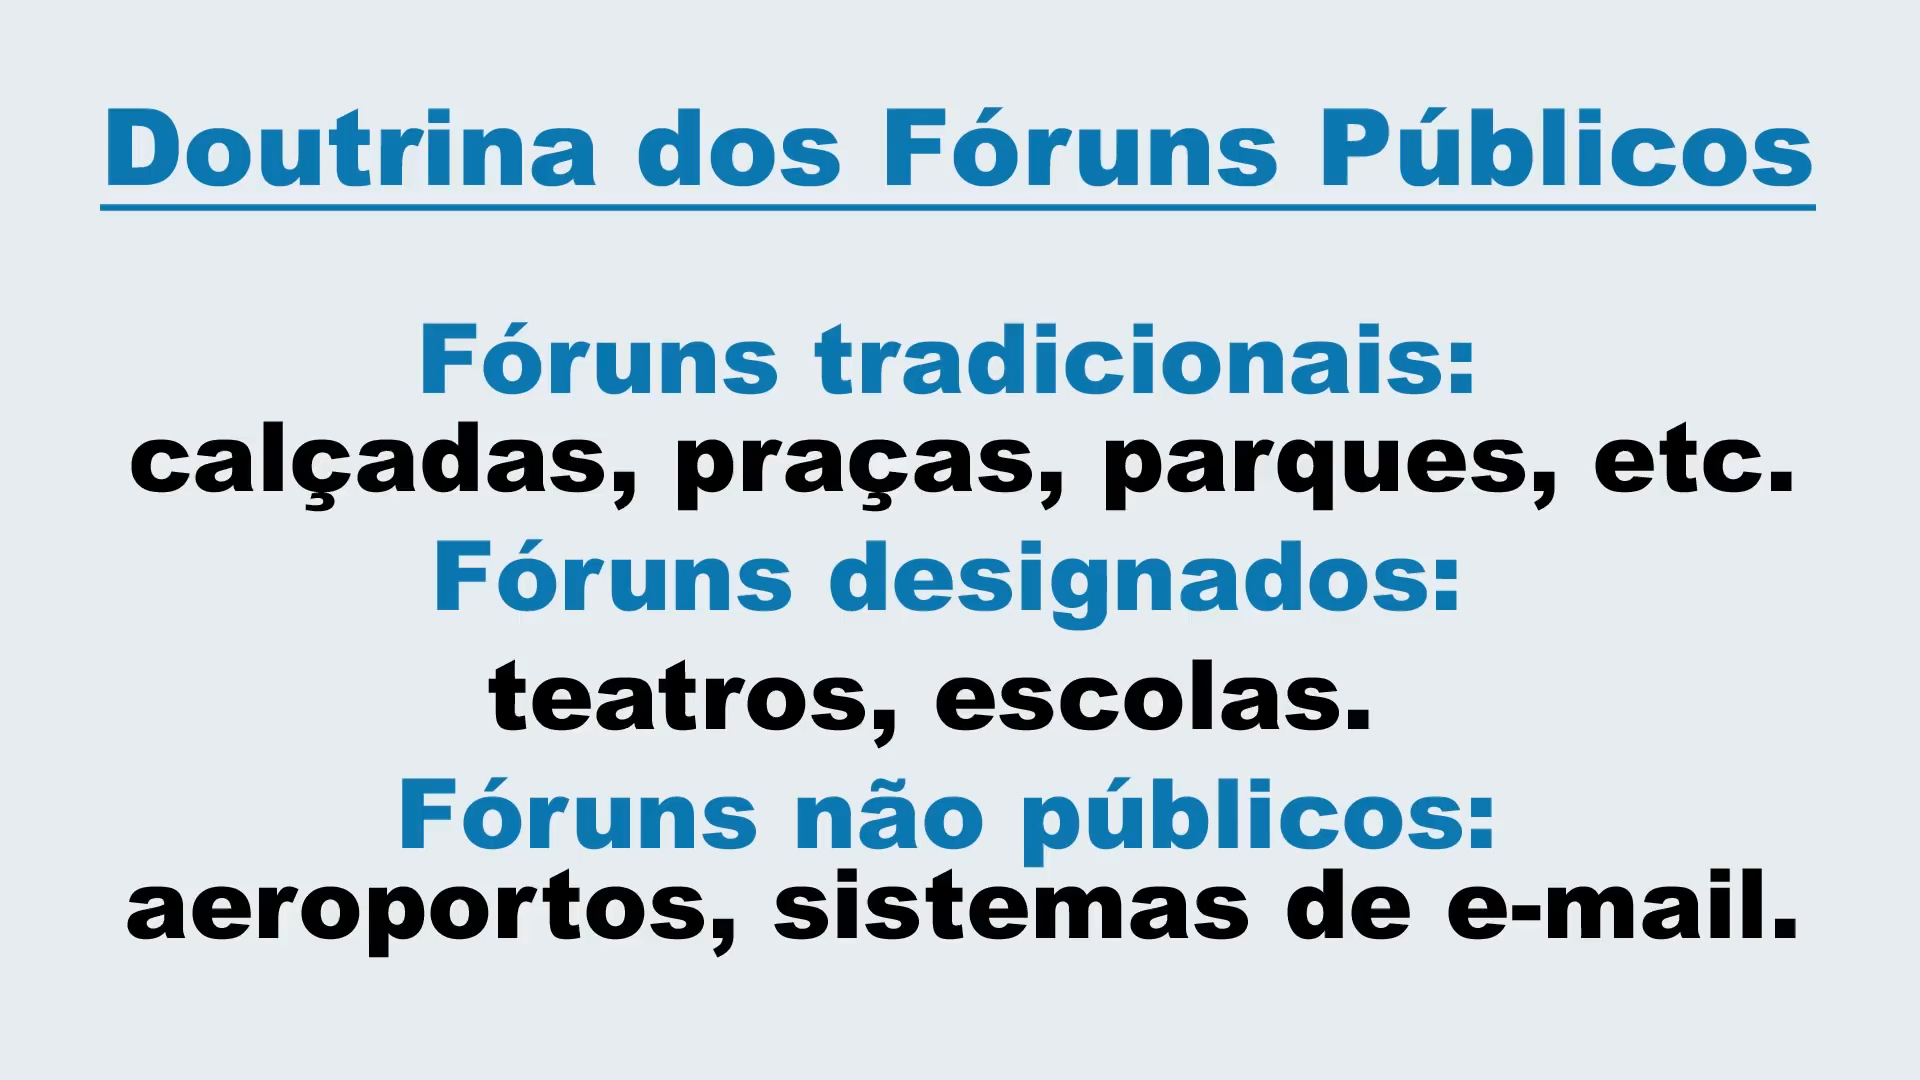 Doutrina dos Fóruns Públicos
Fóruns tradicionais:
calçadas, praças, parques, etc.
Fóruns designados:
teatros, escolas.
Fóruns não públicos:
aeroportos, sistemas de e-mail.